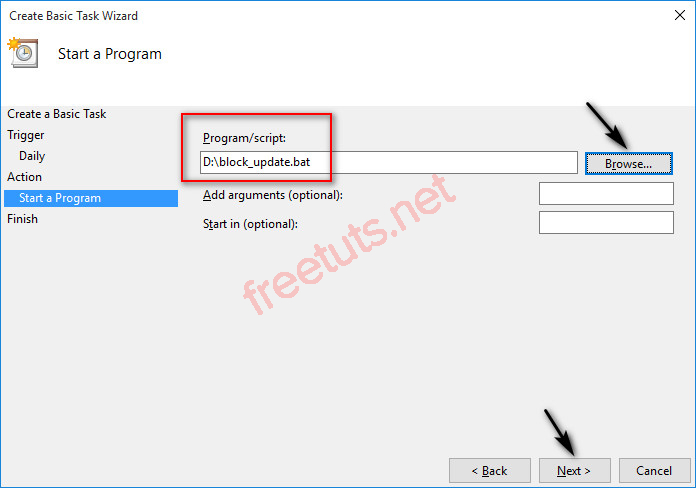 Create Basic Task Wizard
Start a Program
Create a Basic Task
Trigger
Daily
Action
Start a Program
Finish
Program/script:
D:\block_update.bat
Browse...
Add arguments (optional):
Start in (optional):
freetuts.net
< Back
Next >
Cancel